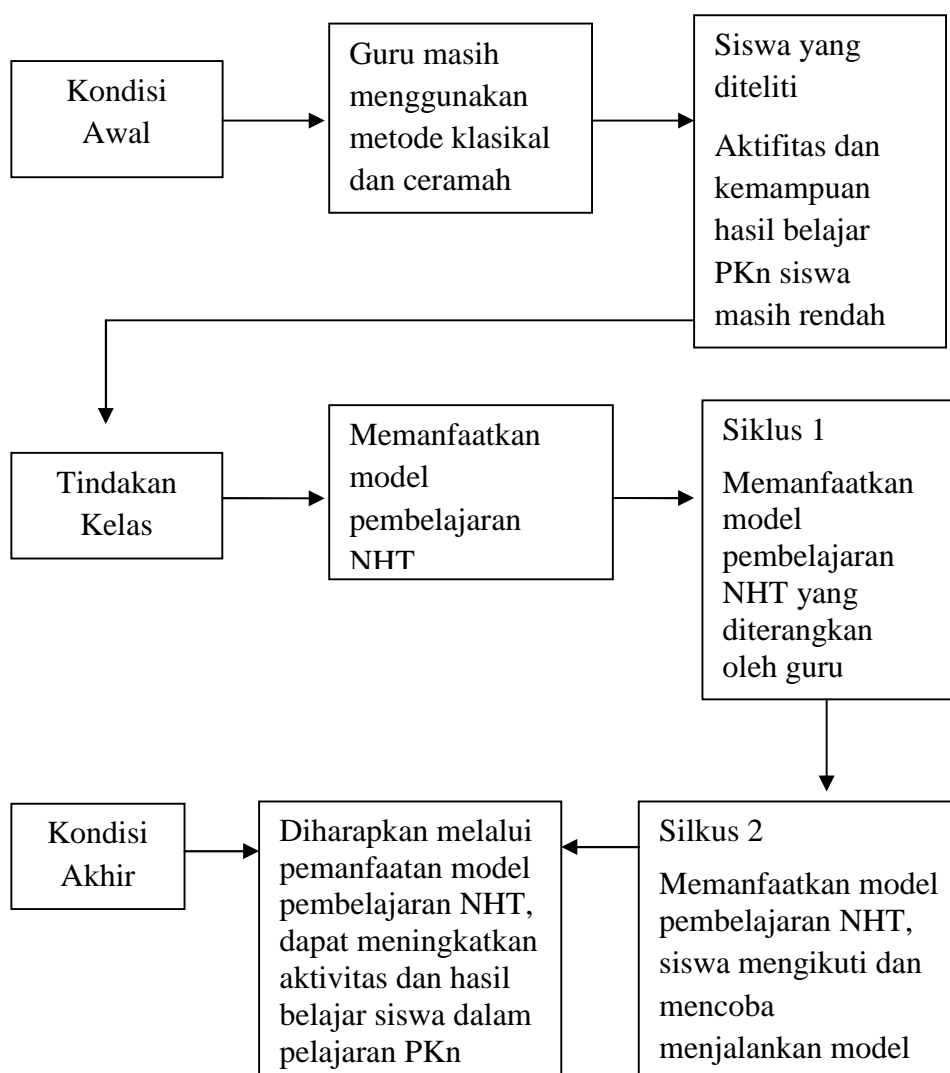 Kondisi
Awal
Guru masih
menggunakan
metode klasikal
dan ceramah
Siswa yang
diteliti
Aktifitas dan
kemampuan
hasil belajar
PKn siswa
masih rendah
Tindakan
Kelas
Memanfaatkan
model
pembelajaran
NHT
Siklus 1
Memanfaatkan
model
pembelajaran
NHT yang
diterangkan
oleh guru
Kondisi
Akhir
Diharapkan melalui
pemanfaatan model
pembelajaran NHT,
dapat meningkatkan
aktivitas dan hasil
belajar siswa dalam
pelajaran PKn
Silkus 2
Memanfaatkan model
pembelajaran NHT,
siswa mengikuti dan
mencoba
menjalankan model